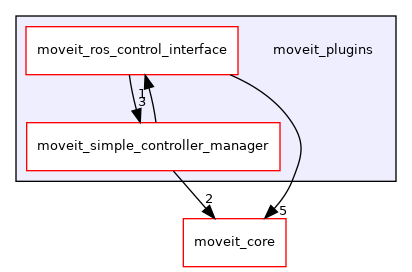 moveit_ros_control_interface
moveit_plugins
1
3
moveit_simple_controller_manager
2
5
moveit_core